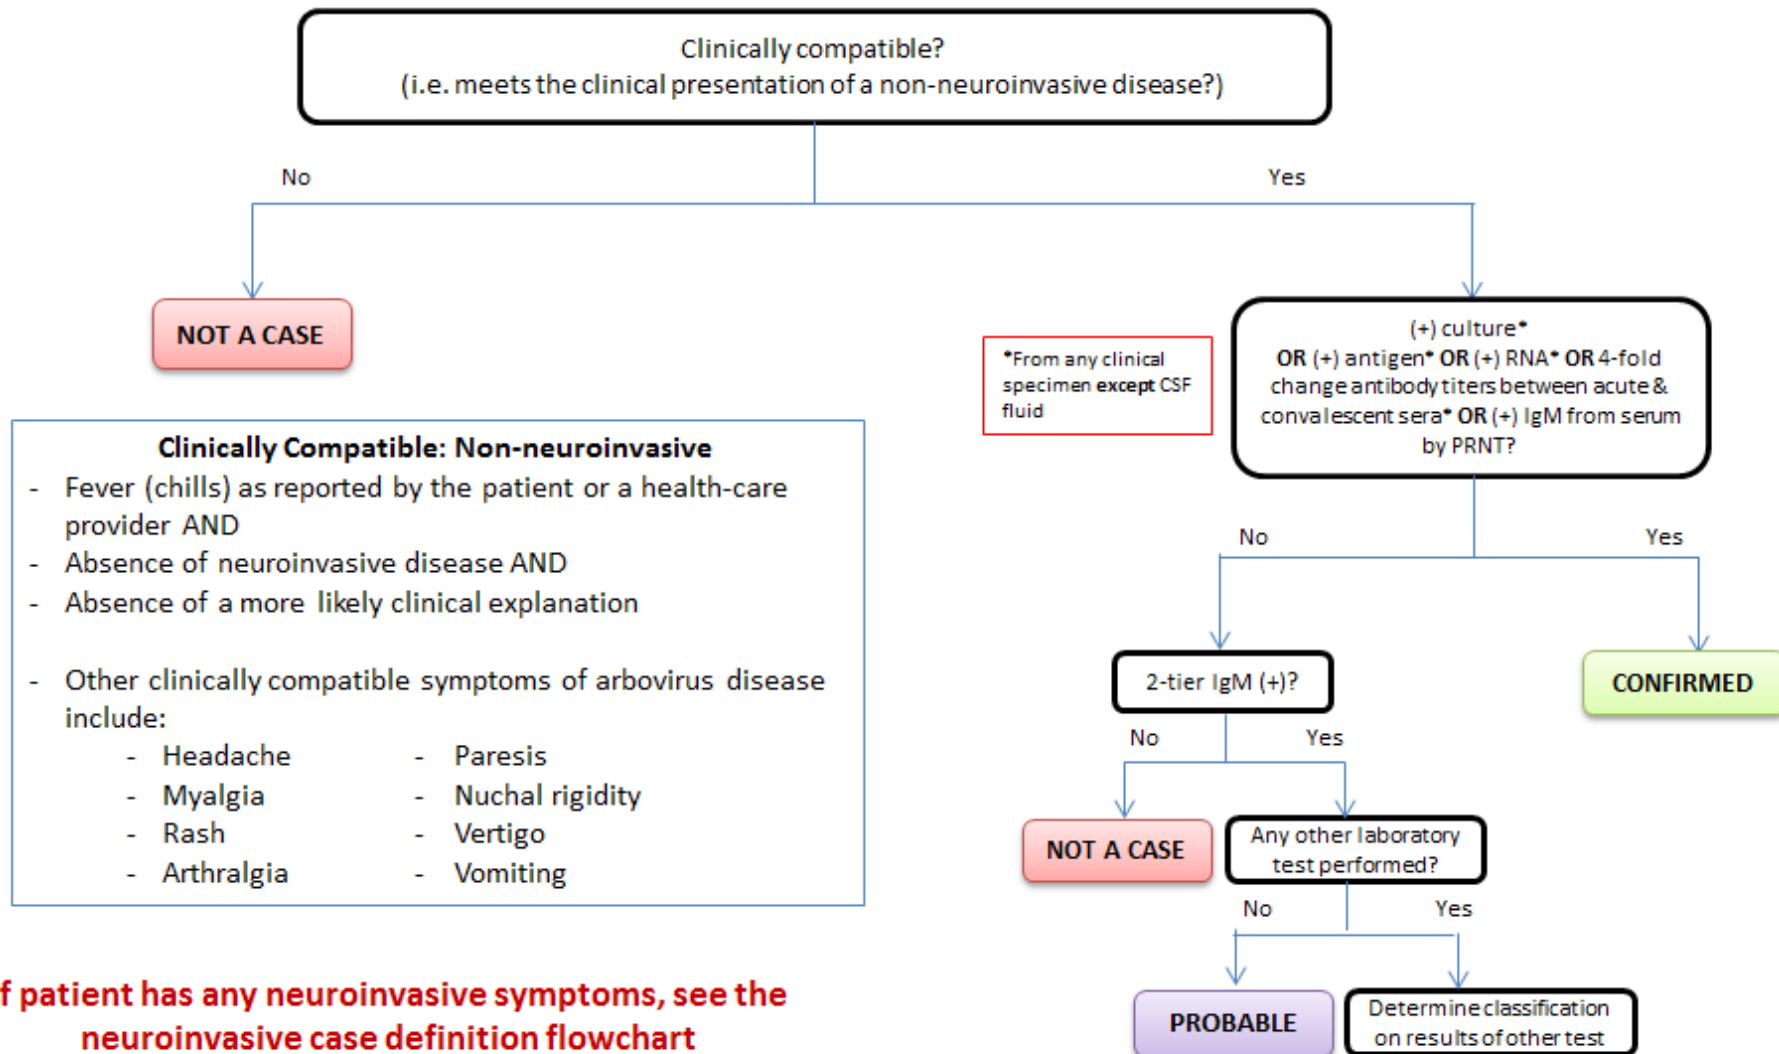 Clinically compatible?
(i.e. meets the clinical presentation of a non-neuroinvasive disease?)
No
Yes
NOT A CASE
*From any clinical
specimen except CSF
fluid
(+) culture*
OR (+) antigen* OR (+) RNA* OR 4-fold
change antibody titers between acute &
convalescent sera* OR (+) IgM from serum
by PRNT?
Clinically Compatible: Non-neuroinvasive
- Fever (chills) as reported by the patient or a health-care
provider AND
- Absence of neuroinvasive disease AND
- Absence of a more likely clinical explanation
- Other clinically compatible symptoms of arbovirus disease
include:
- Headache
- Myalgia
- Rash
- Arthralgia
- Paresis
- Nuchal rigidity
- Vertigo
- Vomiting
No
Yes
2-tier IgM (+)?
CONFIRMED
No
Yes
NOT A CASE
Any other laboratory
test performed?
No
Yes
PROBABLE
Determine classification
on results of other test
f patient has any neuroinvasive symptoms, see the
neuroinvasive case definition flowchart